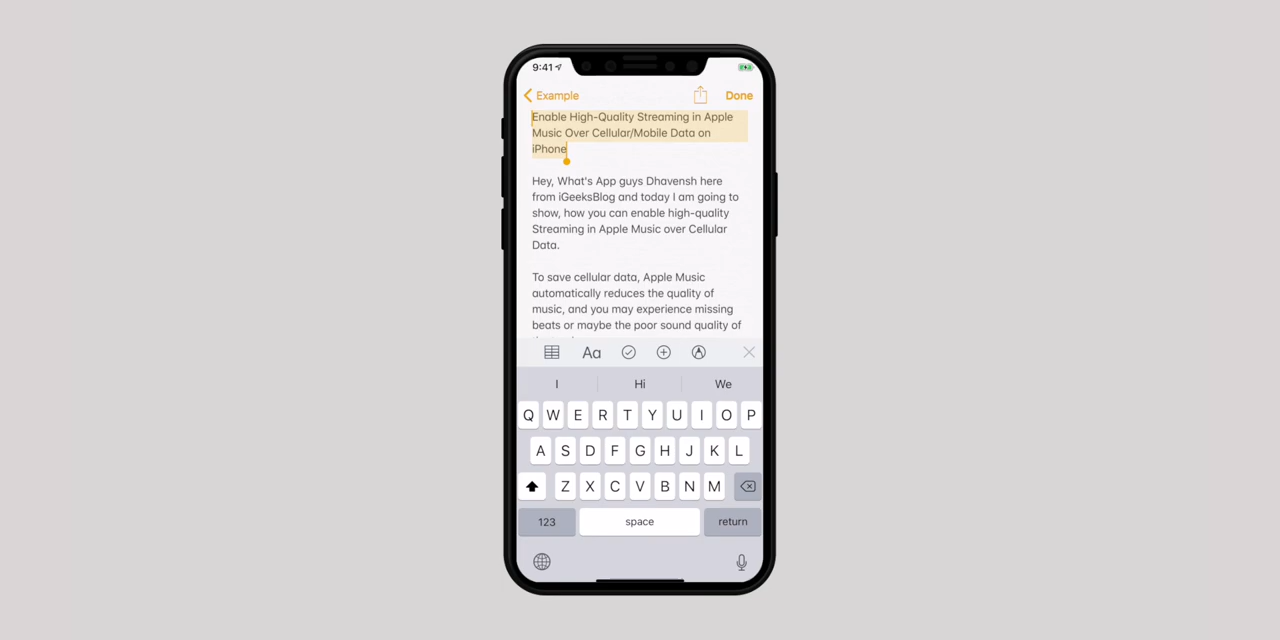 9:41
Example
Done
Enable High-Quality Streaming in Apple
Music Over Cellular/Mobile Data on
iPhone
Hey, What's App guys Dhavensh here
from iGeeksBlog and today I am going to
show, how you can enable high-quality
Streaming in Apple Music over Cellular
Data.
To save cellular data, Apple Music
automatically reduces the quality of
music, and you may experience missing
beats or maybe the poor sound quality of
Aa
I Hi We
Q W E R T Y U I O P
A S D F G H J K L
Z X C V B N M
123 space return